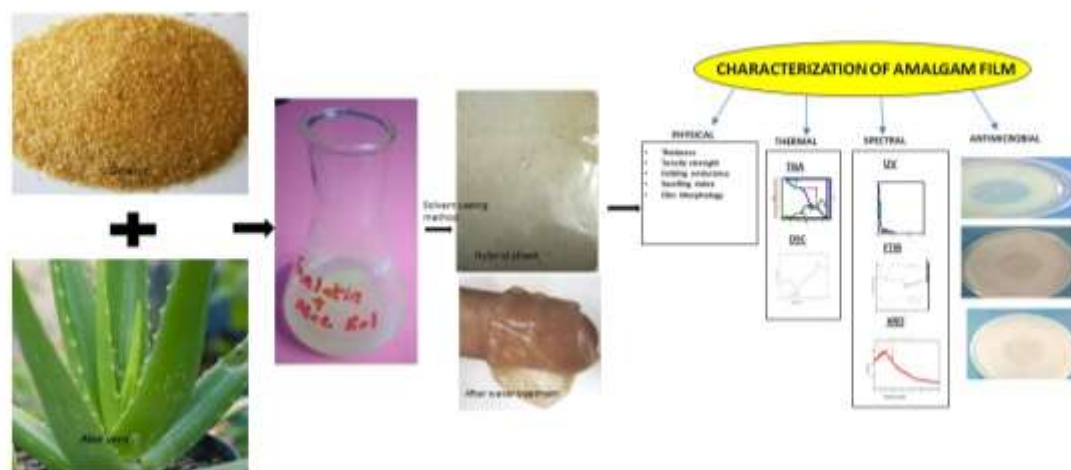 Gelatin
Aloe vera
Gelatin
+
Aloe Gel
Solvent casting
method
Hybrid sheet
After water treatment
CHARACTERIZATION OF AMALGAM FILM
PHYSICAL
• Thickness
• Tensile strength
• Folding endurance
• Swelling index
• Film Morphology
THERMAL
TGA
DSC
SPECTRAL
UV
FTIR
XRD
ANTIMICROBIAL